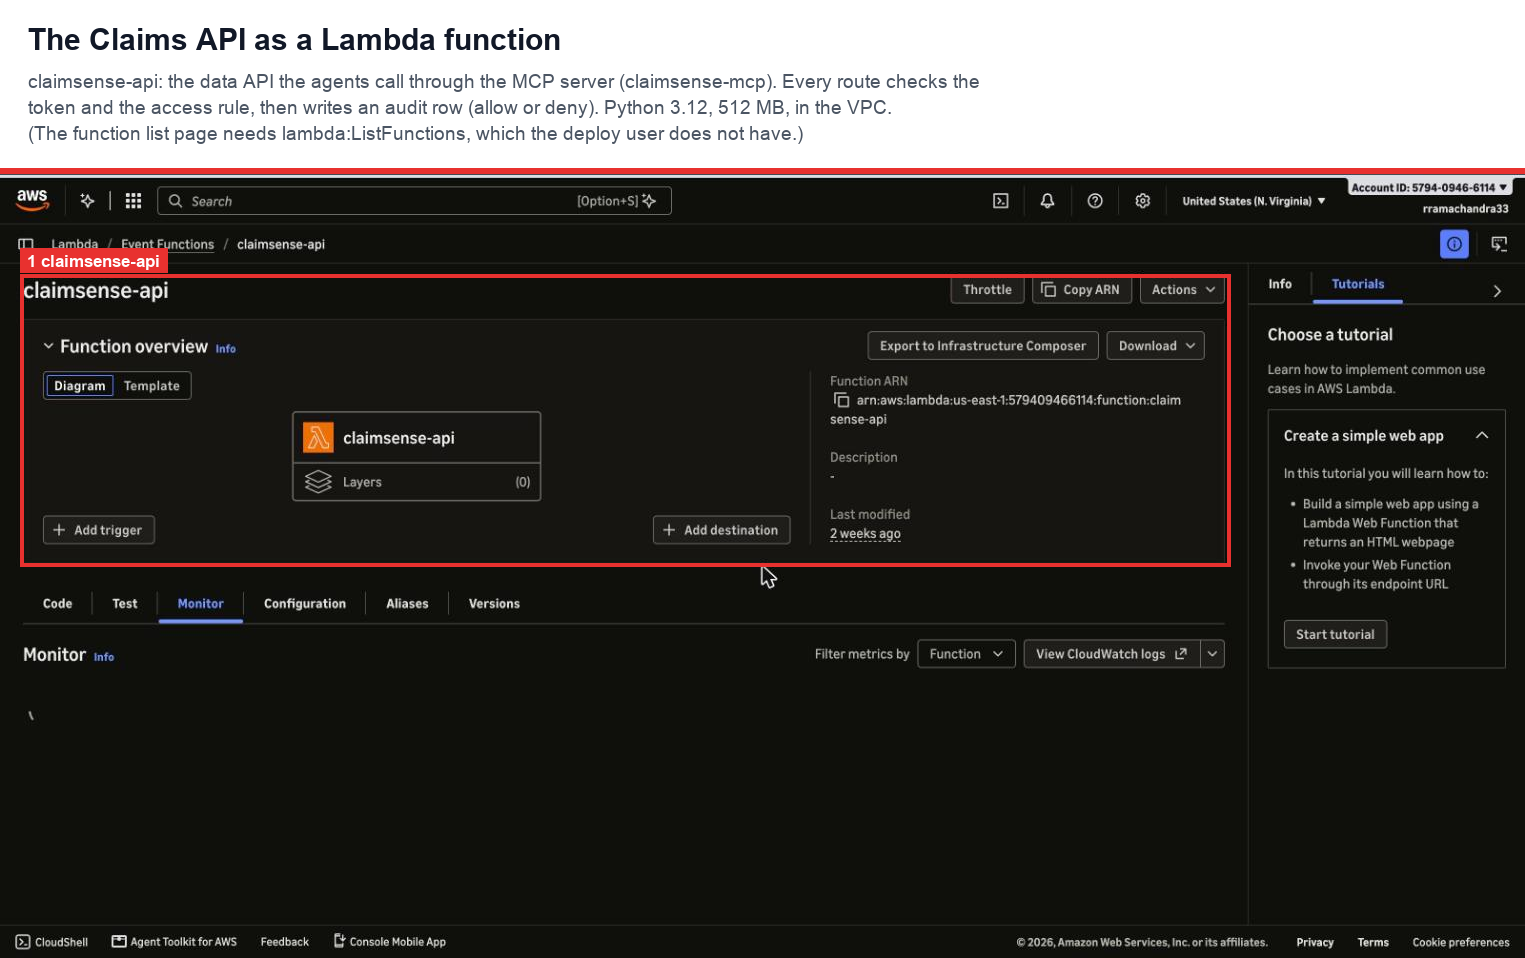 The Claims API as a Lambda function
claimsense-api: the data API the agents call through the MCP server (claimsense-mcp). Every route checks the
token and the access rule, then writes an audit row (allow or deny). Python 3.12, 512 MB, in the VPC.
(The function list page needs lambda:ListFunctions, which the deploy user does not have.)
aws
Search
[Option+S]
United States (N. Virginia) ▼
Account ID: 5794-0946-6114 ▼
rramachandra33
Lambda / Event Functions / claimsense-api
1 claimsense-api
claimsense-api
Throttle
Copy ARN
Actions
Function overview Info
Export to Infrastructure Composer
Download
Diagram
Template
claimsense-api
Layers
(0)
+ Add trigger
+ Add destination
Function ARN
arn:aws:lambda:us-east-1:579409466114:function:claim
sense-api
Description
-
Last modified
2 weeks ago
Code
Test
Monitor
Configuration
Aliases
Versions
Monitor Info
Filter metrics by
Function
View CloudWatch logs
Info
Tutorials
Choose a tutorial
Learn how to implement common use
cases in AWS Lambda.
Create a simple web app
In this tutorial you will learn how to:
• Build a simple web app using a
Lambda Web Function that
returns an HTML webpage
• Invoke your Web Function
through its endpoint URL
Start tutorial
CloudShell
Agent Toolkit for AWS
Feedback
Console Mobile App
© 2026, Amazon Web Services, Inc. or its affiliates.
Privacy
Terms
Cookie preferences